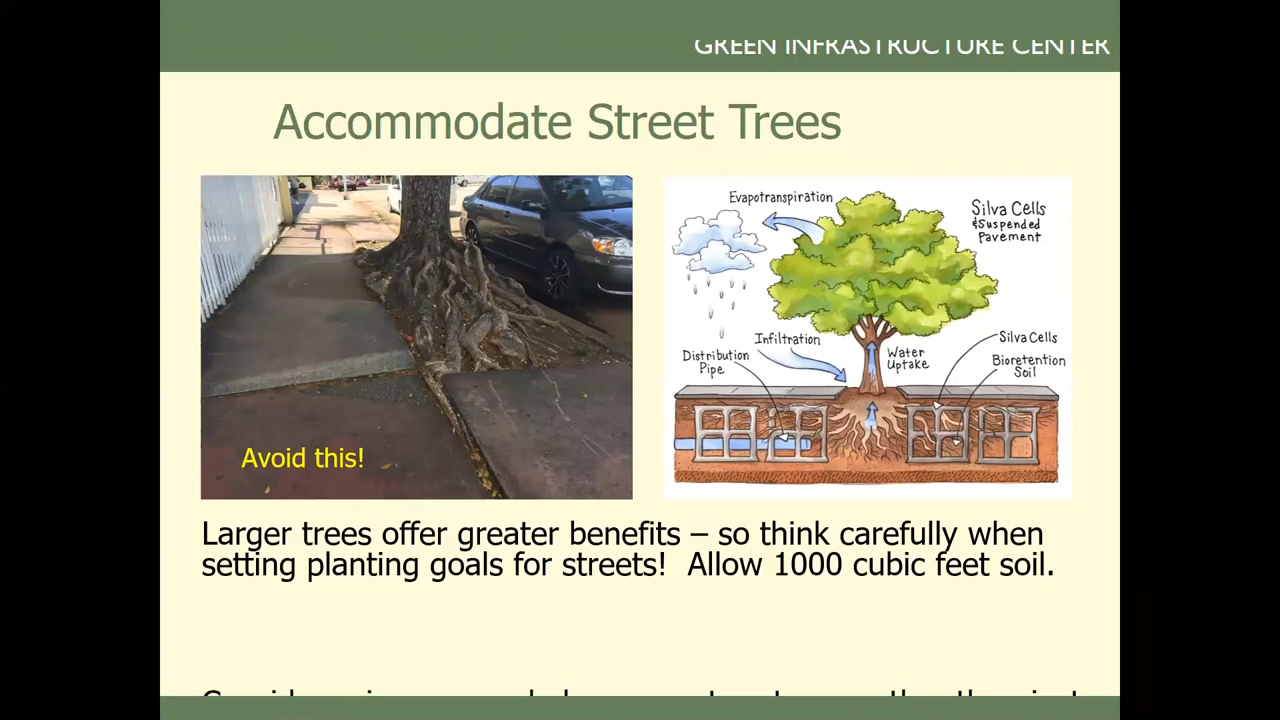 GREEN INFRASTRUCTURE CENTER
Accommodate Street Trees
Avoid this!
Evapotranspiration
Silva Cells
& Suspended
Pavement
Infiltration
Distribution
Pipe
Water
Uptake
Silva Cells
Bioretention
Soil
Larger trees offer greater benefits – so think carefully when
setting planting goals for streets!  Allow 1000 cubic feet soil.